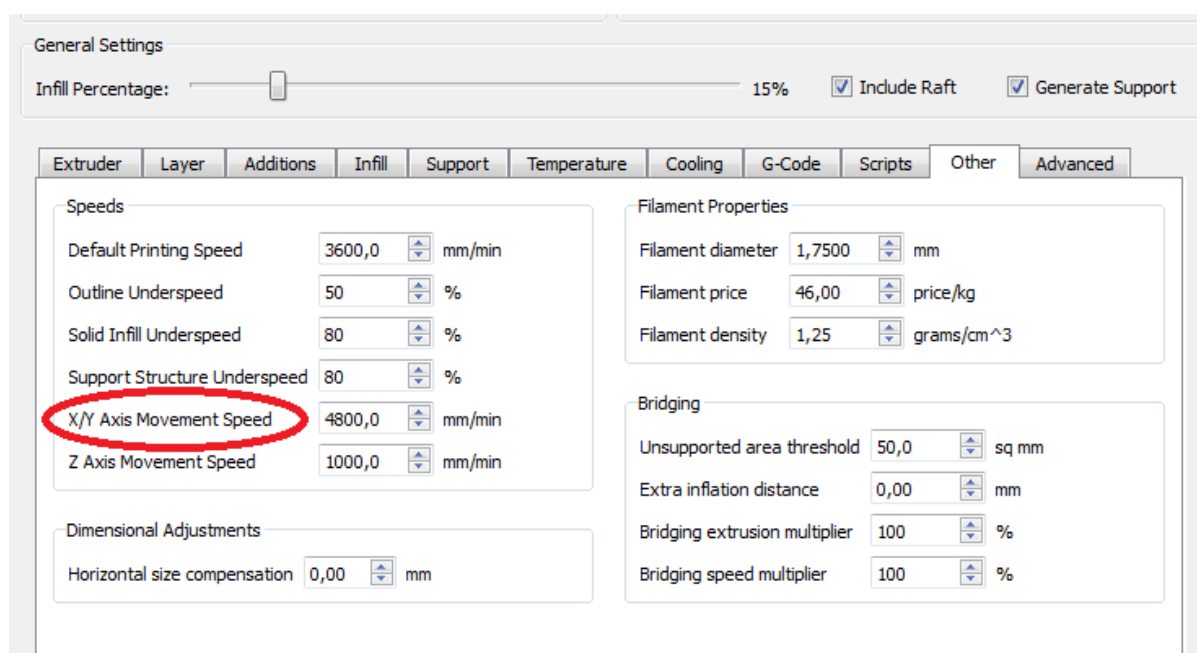 General Settings
Infill Percentage: 15% Include Raft Generate Support
Extruder Layer Additions Infill Support Temperature Cooling G-Code Scripts Other Advanced
Speeds
Default Printing Speed 3600,0 mm/min
Outline Underspeed 50 %
Solid Infill Underspeed 80 %
Support Structure Underspeed 80 %
X/Y Axis Movement Speed 4800,0 mm/min
Z Axis Movement Speed 1000,0 mm/min
Dimensional Adjustments
Horizontal size compensation 0,00 mm
Filament Properties
Filament diameter 1,7500 mm
Filament price 46,00 price/kg
Filament density 1,25 grams/cm^3
Bridging
Unsupported area threshold 50,0 sq mm
Extra inflation distance 0,00 mm
Bridging extrusion multiplier 100 %
Bridging speed multiplier 100 %